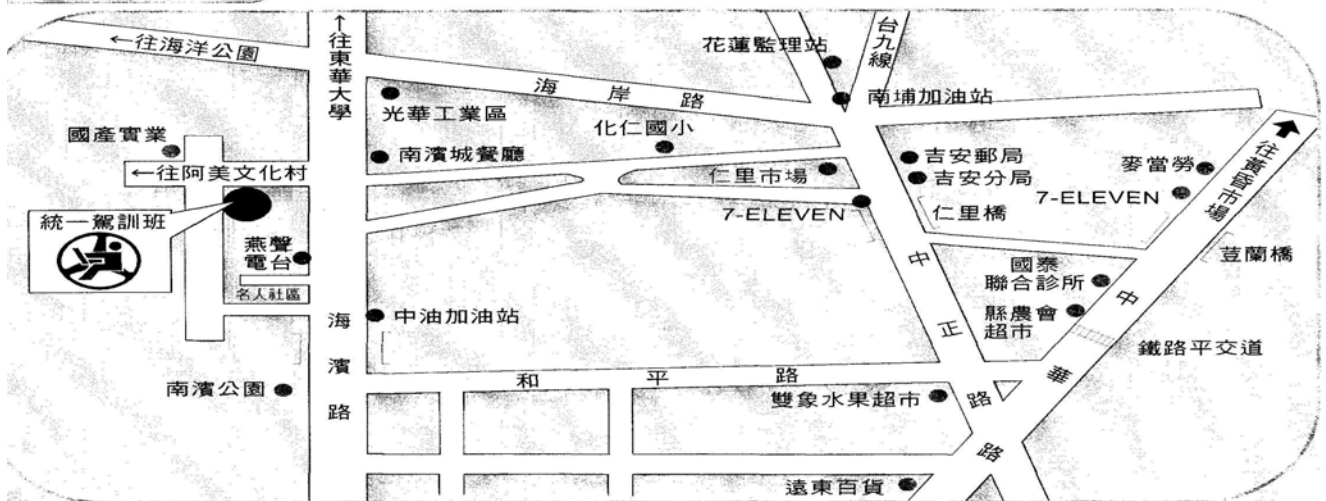 ←往海洋公園
←往東華大學
花蓮監理站
台九線
海岸路
南埔加油站
光華工業區
化仁國小
國產實業
南濱城餐廳
←往阿美文化村
仁里市場
吉安郵局
吉安分局
麥當勞
往黃昏市場
7-ELEVEN
7-ELEVEN
仁里橋
統一駕訓班
燕聲
電台
荳蘭橋
國泰
聯合診所
名人社區
中油加油站
縣農會
超市
鐵路平交道
海濱路
中正路
中華路
和平路
南濱公園
雙象水果超市
遠東百貨